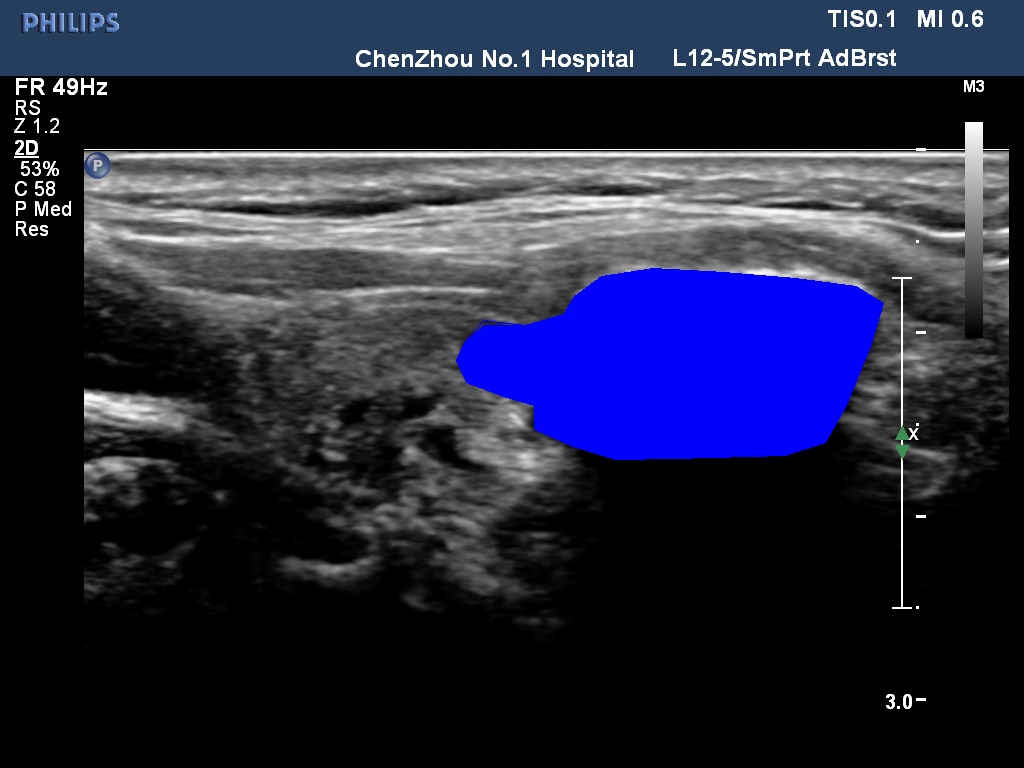 PHILIPS
TIS0.1 MI 0.6
ChenZhou No.1 Hospital L12-5/SmPrt AdBrst
FR 49Hz
RS
Z 1.2
2D
53%
C 58
P Med
Res
P
M3
X
3.0